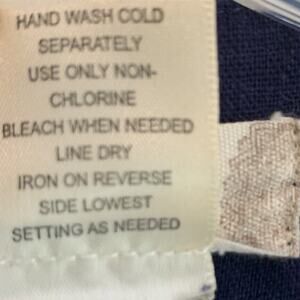 HAND WASH COLD
SEPARATELY
USE ONLY NON-
CHLORINE
BLEACH WHEN NEEDED
LINE DRY
IRON ON REVERSE
SIDE LOWEST
SETTING AS NEEDED